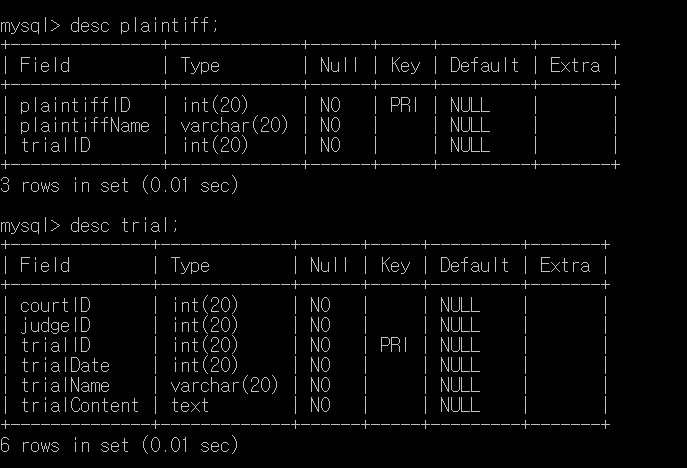 mysql> desc plaintiff;
+---------------+-------------+------+-----+---------+-------+
| Field         | Type        | Null | Key | Default | Extra |
+---------------+-------------+------+-----+---------+-------+
| plaintiffID   | int(20)     | NO   | PRI | NULL    |       |
| plaintiffName | varchar(20) | NO   |     | NULL    |       |
| trialID       | int(20)     | NO   |     | NULL    |       |
+---------------+-------------+------+-----+---------+-------+
3 rows in set (0.01 sec)
mysql> desc trial;
+--------------+-------------+------+-----+---------+-------+
| Field        | Type        | Null | Key | Default | Extra |
+--------------+-------------+------+-----+---------+-------+
| courtID      | int(20)     | NO   |     | NULL    |       |
| judgeID      | int(20)     | NO   |     | NULL    |       |
| trialID      | int(20)     | NO   | PRI | NULL    |       |
| trialDate    | int(20)     | NO   |     | NULL    |       |
| trialName    | varchar(20) | NO   |     | NULL    |       |
| trialContent | text        | NO   |     | NULL    |       |
+--------------+-------------+------+-----+---------+-------+
6 rows in set (0.01 sec)